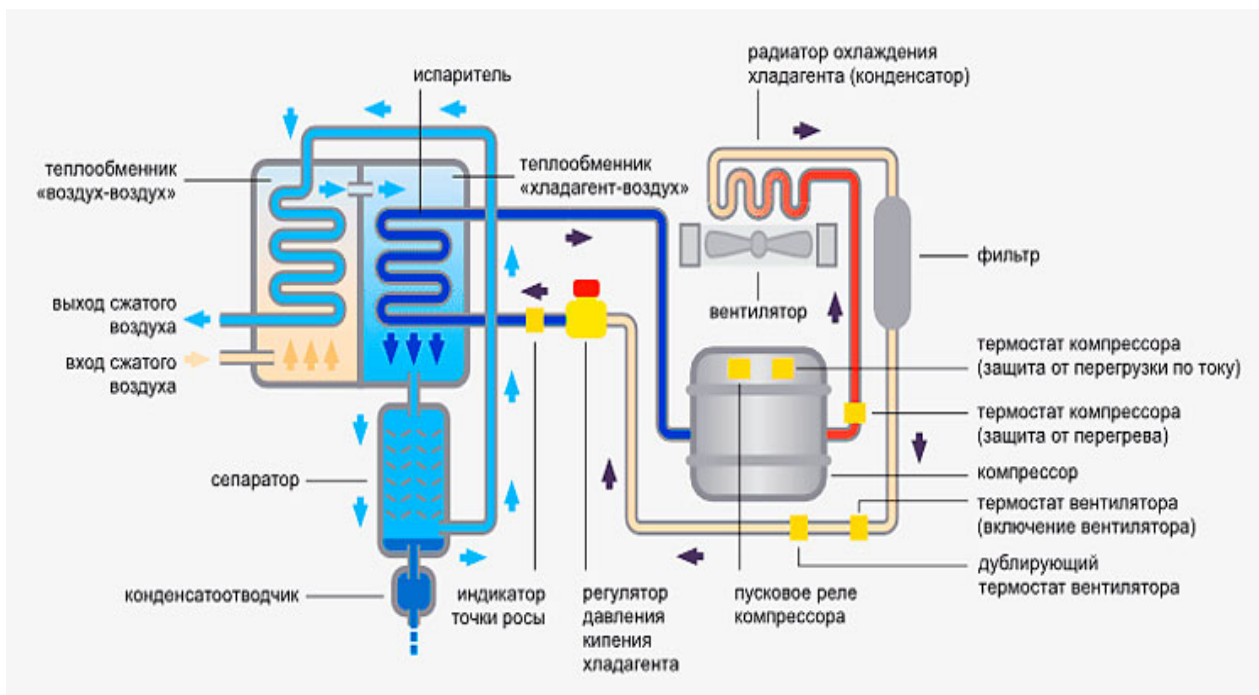 радиатор охлаждения
хладагента (конденсатор)
испаритель
теплообменник
«воздух-воздух»
теплообменник
«хладагент-воздух»
фильтр
выход сжатого
воздуха
вентилятор
вход сжатого
воздуха
термостат компрессора
(защита от перегрузки по току)
термостат компрессора
(защита от перегрева)
сепаратор
компрессор
термостат вентилятора
(включение вентилятора)
дублирующий
термостат вентилятора
конденсатоотводчик
индикатор
точки росы
регулятор
давления
кипения
хладагента
пусковое реле
компрессора